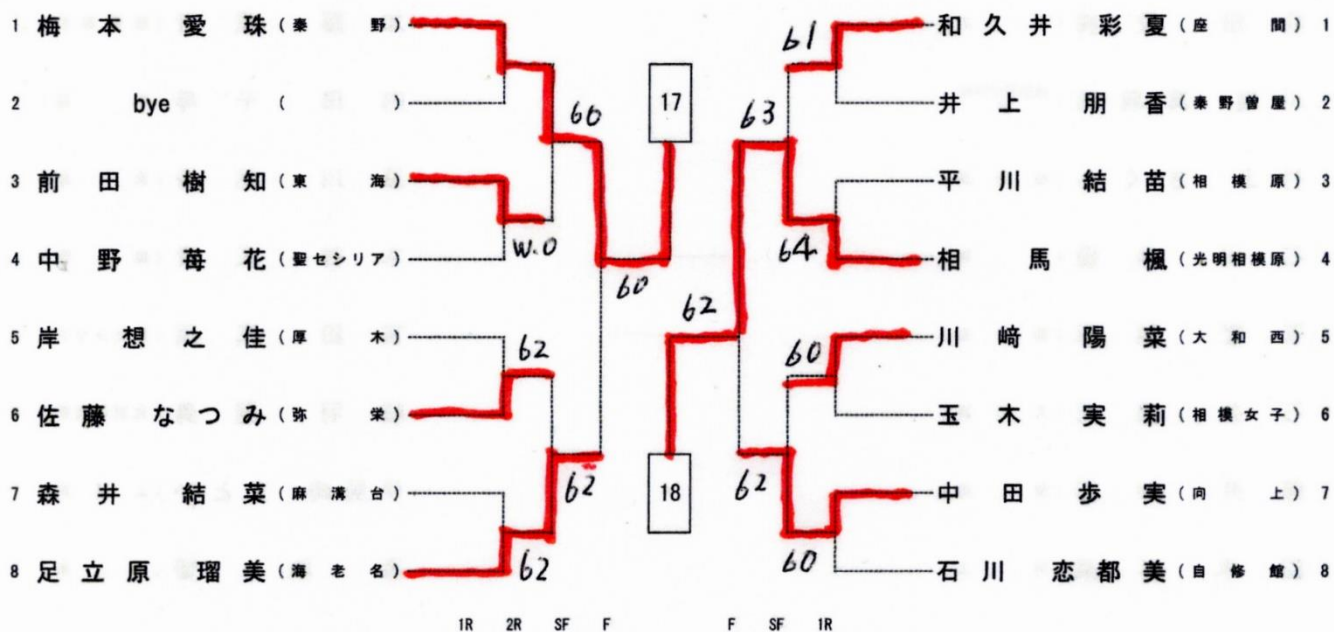 1 梅本愛珠(秦野)
2 bye (
3 前田樹知(東海)
4 中野苺花(聖セシリア)
5 岸想之佳(厚木)
6 佐藤なつみ(弥栄)
7 森井結菜(麻溝台)
8 足立原瑠美(海老名)
60
W.O
62
62
62
60
17
18
62
61
63
64
60
62
60
和久井彩夏(座間) 1
井上朋香(秦野曽屋) 2
平川結苗(相模原) 3
相馬楓(光明相模原) 4
川﨑陽菜(大和西) 5
玉木実莉(相模女子) 6
中田歩実(向上) 7
石川恋都美(自修館) 8
1R 2R SF F F SF 1R